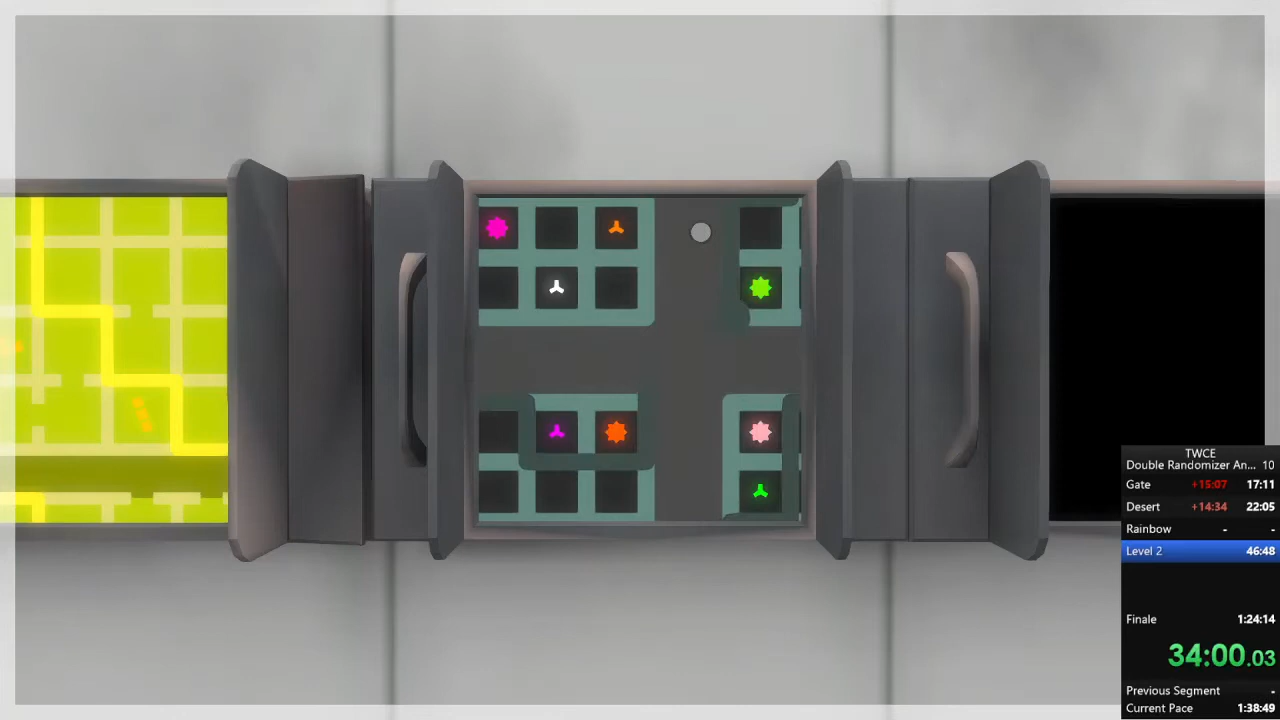 TWCE
Double Randomizer An... 10
Gate +15:07 17:11
Desert +14:34 22:05
Rainbow - -
Level 2 46:48
Finale 1:24:14
34:00.03
Previous Segment -
Current Pace 1:38:49